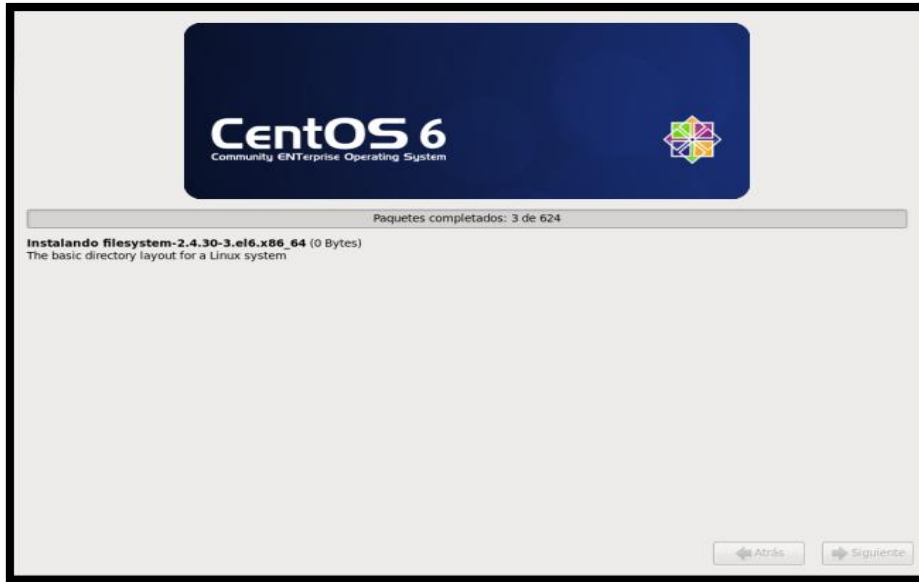 CentOS 6
Community ENTerprise Operating System
Paquetes completados: 3 de 624
Instalando filesystem-2.4.30-3.el6.x86_64 (0 Bytes)
The basic directory layout for a Linux system
Atrás
Siguiente